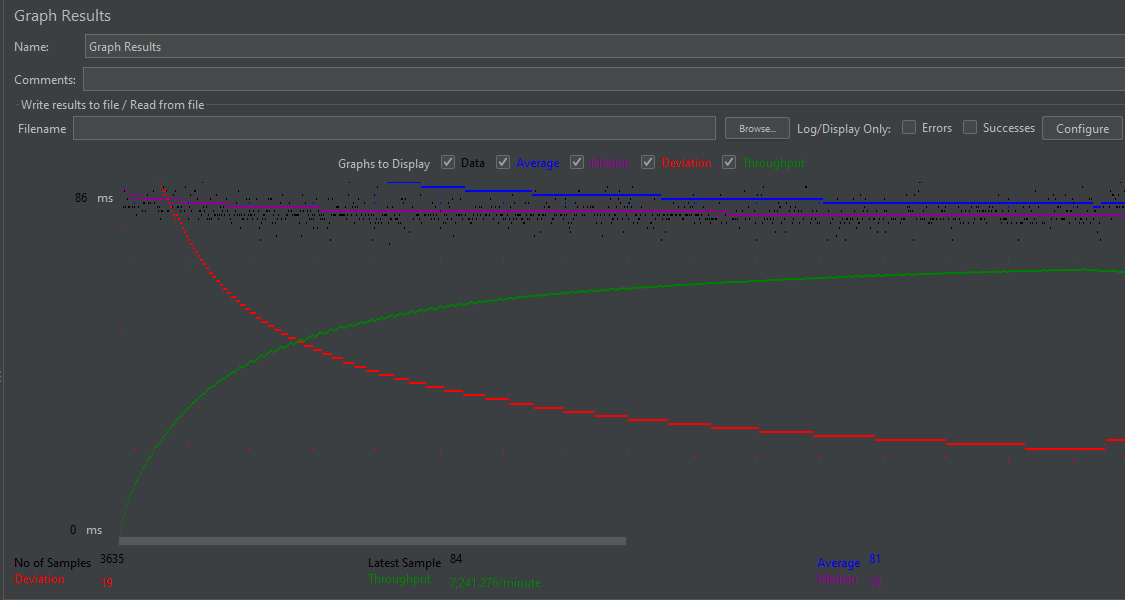 Graph Results
Name: Graph Results
Comments:
Write results to file / Read from file
Filename Browse... Log/Display Only: Errors Successes Configure
Graphs to Display Data Average Median Deviation Throughput
86 ms
0 ms
No of Samples 3635 Latest Sample 84 Average 81
Deviation 19 Throughput 7,241.276/minute Median 78